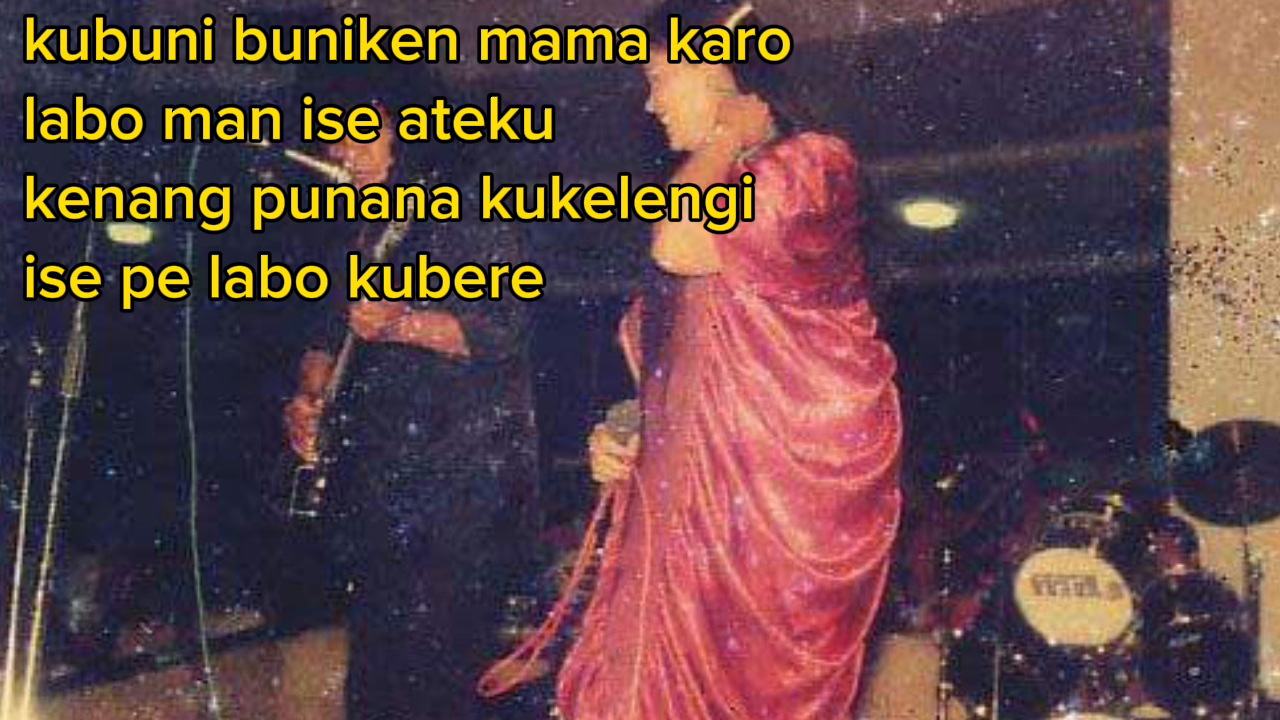 kubuni buniken mama karo
labo man ise ateku
kenang punana kukelengi
ise pe labo kubere